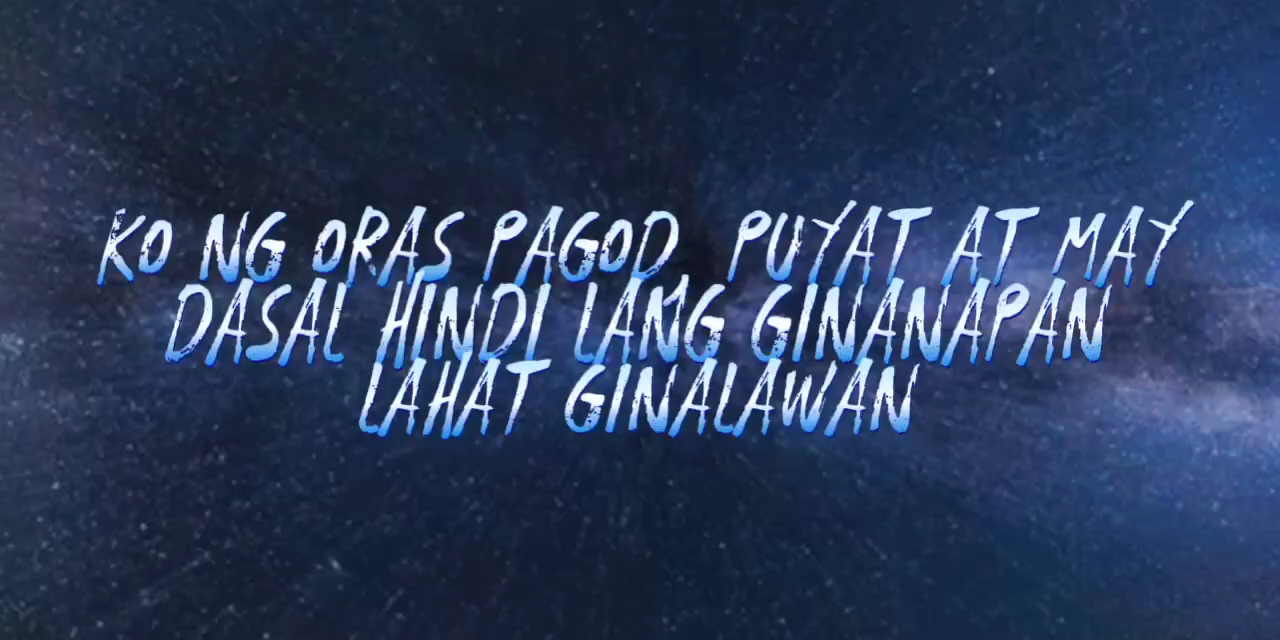 KO NG ORAS PAGOD, PUYAT AT MAY
DASAL HINDI LANG GINANAPAN
LAHAT GINALAWAN